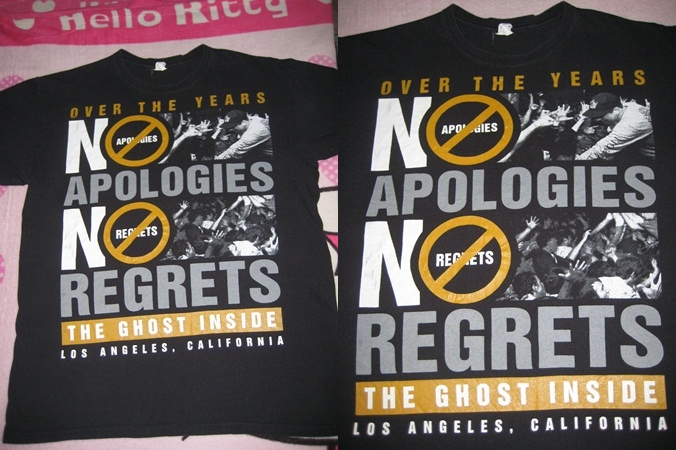 Hello Kitty
OVER THE YEARS
NO
APOLOGIES
APOLOGIES
NO
REGRETS
REGRETS
THE GHOST INSIDE
LOS ANGELES, CALIFORNIA
OVER THE YEARS
NO
APOLOGIES
APOLOGIES
NO
REGRETS
REGRETS
THE GHOST INSIDE
LOS ANGELES, CALIFORNIA